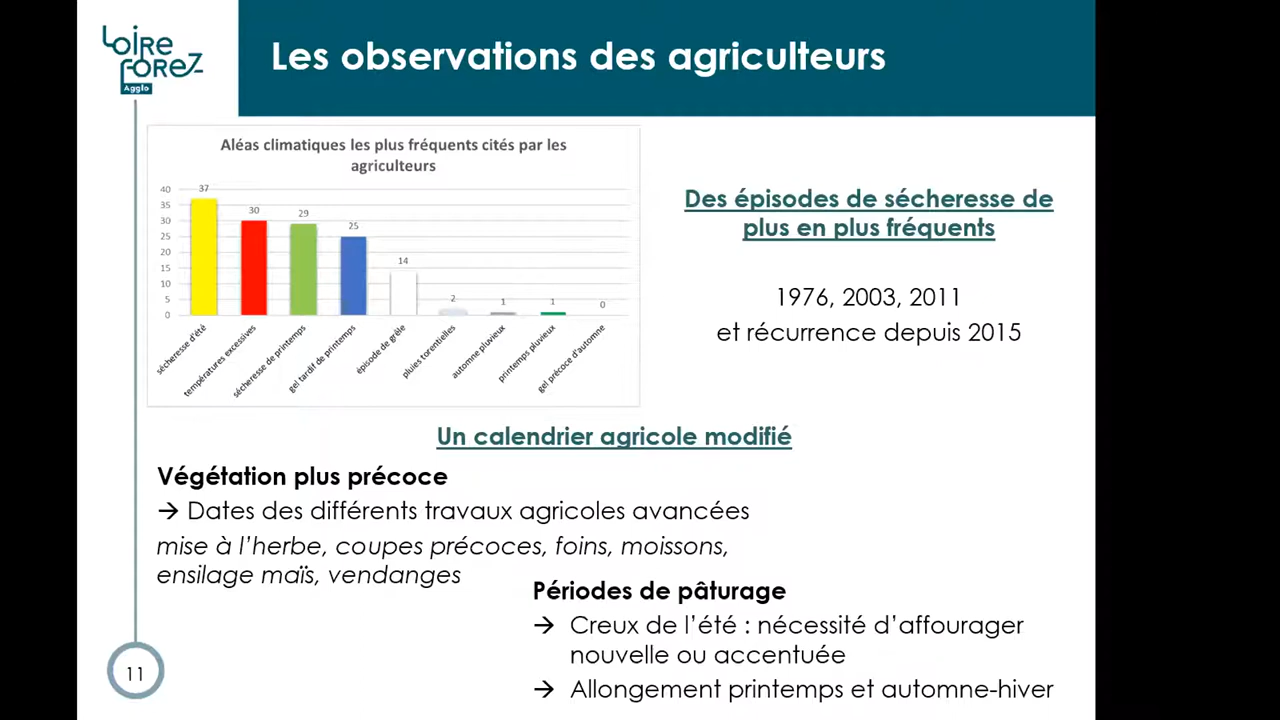 Loire
Forez
Agglo
Les observations des agriculteurs
Aléas climatiques les plus fréquents cités par les
agriculteurs
40
35
30
25
20
15
10
5
0
37
30
29
25
14
2
1
1
0
sécheresse d'été
températures excessives
sécheresse de printemps
gel tardif de printemps
épisode de grêle
pluies torentielles
automne pluvieux
printemps pluvieux
gel précoce d'automne
Des épisodes de sécheresse de
plus en plus fréquents
1976, 2003, 2011
et récurrence depuis 2015
Un calendrier agricole modifié
Végétation plus précoce
→ Dates des différents travaux agricoles avancées
mise à l'herbe, coupes précoces, foins, moissons,
ensilage maïs, vendanges
Périodes de pâturage
→ Creux de l'été : nécessité d'affourager
nouvelle ou accentuée
→ Allongement printemps et automne-hiver
11